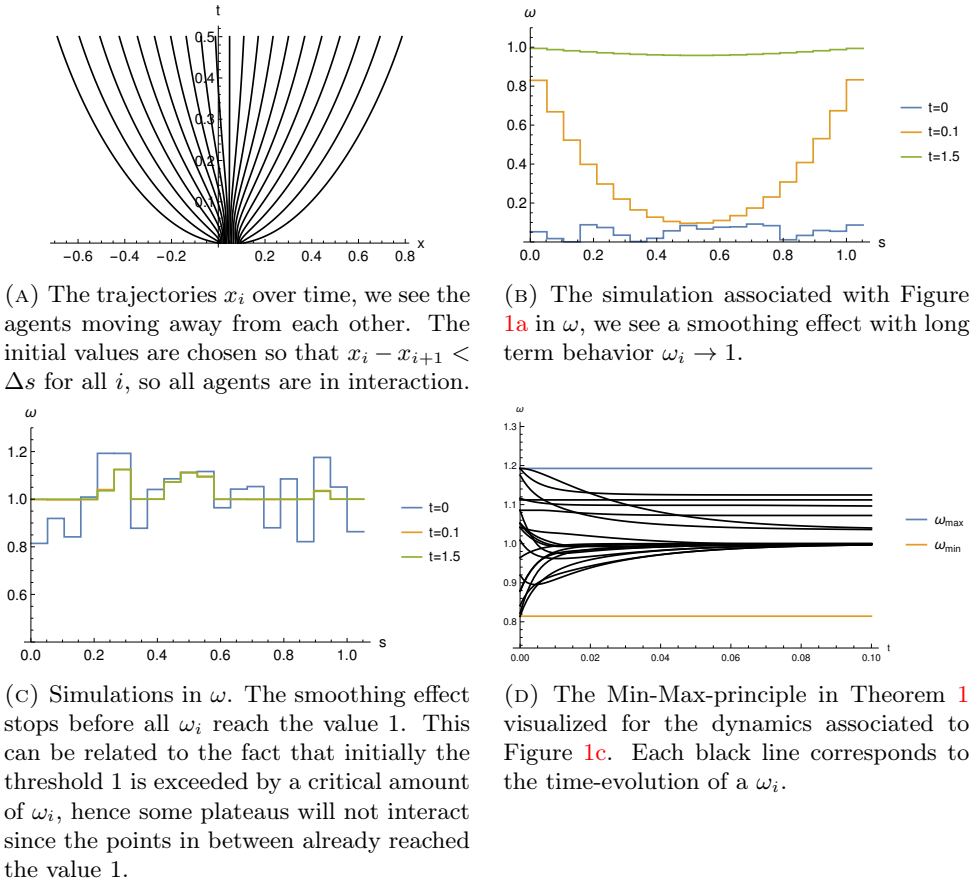 t
0.5
0.4
0.3
0.2
0.1
−0.6 −0.4 −0.2 0.2 0.4 0.6 0.8 x
ω
1.0
0.8
0.6
0.4
0.2
0.0 0.2 0.4 0.6 0.8 1.0 s
t=0
t=0.1
t=1.5
(A) The trajectories xᵢ over time, we see the
agents moving away from each other. The
initial values are chosen so that xᵢ − xᵢ₊₁ <
Δs for all i, so all agents are in interaction.
(B) The simulation associated with Figure
1a in ω, we see a smoothing effect with long
term behavior ωᵢ → 1.
ω
1.2
1.0
0.8
0.6
0.0 0.2 0.4 0.6 0.8 1.0 s
t=0
t=0.1
t=1.5
ω
1.3
1.2
1.1
1.0
0.9
0.8
0.00 0.02 0.04 0.06 0.08 0.10 t
ωmax
ωmin
(C) Simulations in ω. The smoothing effect
stops before all ωᵢ reach the value 1. This
can be related to the fact that initially the
threshold 1 is exceeded by a critical amount
of ωᵢ, hence some plateaus will not interact
since the points in between already reached
the value 1.
(D) The Min-Max-principle in Theorem 1
visualized for the dynamics associated to
Figure 1c. Each black line corresponds to
the time-evolution of a ωᵢ.